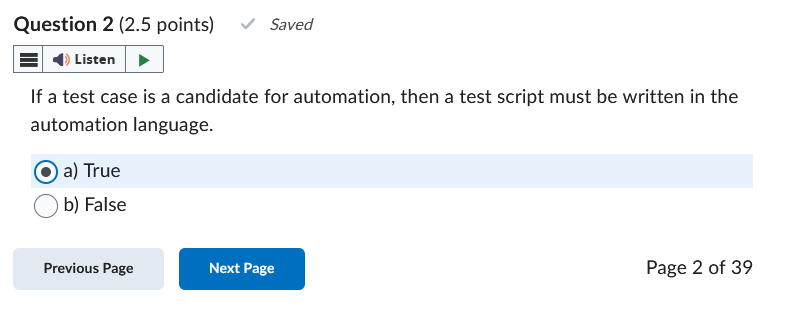 Question 2 (2.5 points) ✓ Saved
Listen
If a test case is a candidate for automation, then a test script must be written in the
automation language.
a) True
b) False
Previous Page Next Page Page 2 of 39